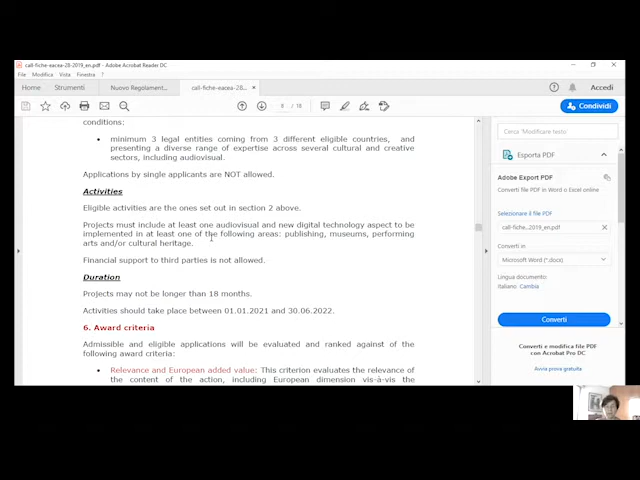 call-fiche-eacea-28-2019_en.pdf - Adobe Acrobat Reader DC
File Modifica Vista Finestra ?
Home Strumenti Nuovo Regolament... call-fiche-eacea-28... × Accedi
8 / 18 Condividi
conditions:
• minimum 3 legal entities coming from 3 different eligible countries, and
presenting a diverse range of expertise across several cultural and creative
sectors, including audiovisual.
Applications by single applicants are NOT allowed.
Activities
Eligible activities are the ones set out in section 2 above.
Projects must include at least one audiovisual and new digital technology aspect to be
implemented in at least one of the following areas: publishing, museums, performing
arts and/or cultural heritage.
Financial support to third parties is not allowed.
Duration
Projects may not be longer than 18 months.
Activities should take place between 01.01.2021 and 30.06.2022.
6. Award criteria
Admissible and eligible applications will be evaluated and ranked against of the
following award criteria:
• Relevance and European added value: This criterion evaluates the relevance of
the content of the action, including European dimension vis-à-vis the
Cerca 'Modificare testo'
Esporta PDF
Adobe Export PDF
Converti file PDF in Word o Excel online
Selezionare il file PDF
call-fiche...2019_en.pdf ×
Converti in
Microsoft Word (*.docx)
Lingua documento:
Italiano Cambia
Converti
Converti e modifica file PDF
con Acrobat Pro DC
Avvia prova gratuita